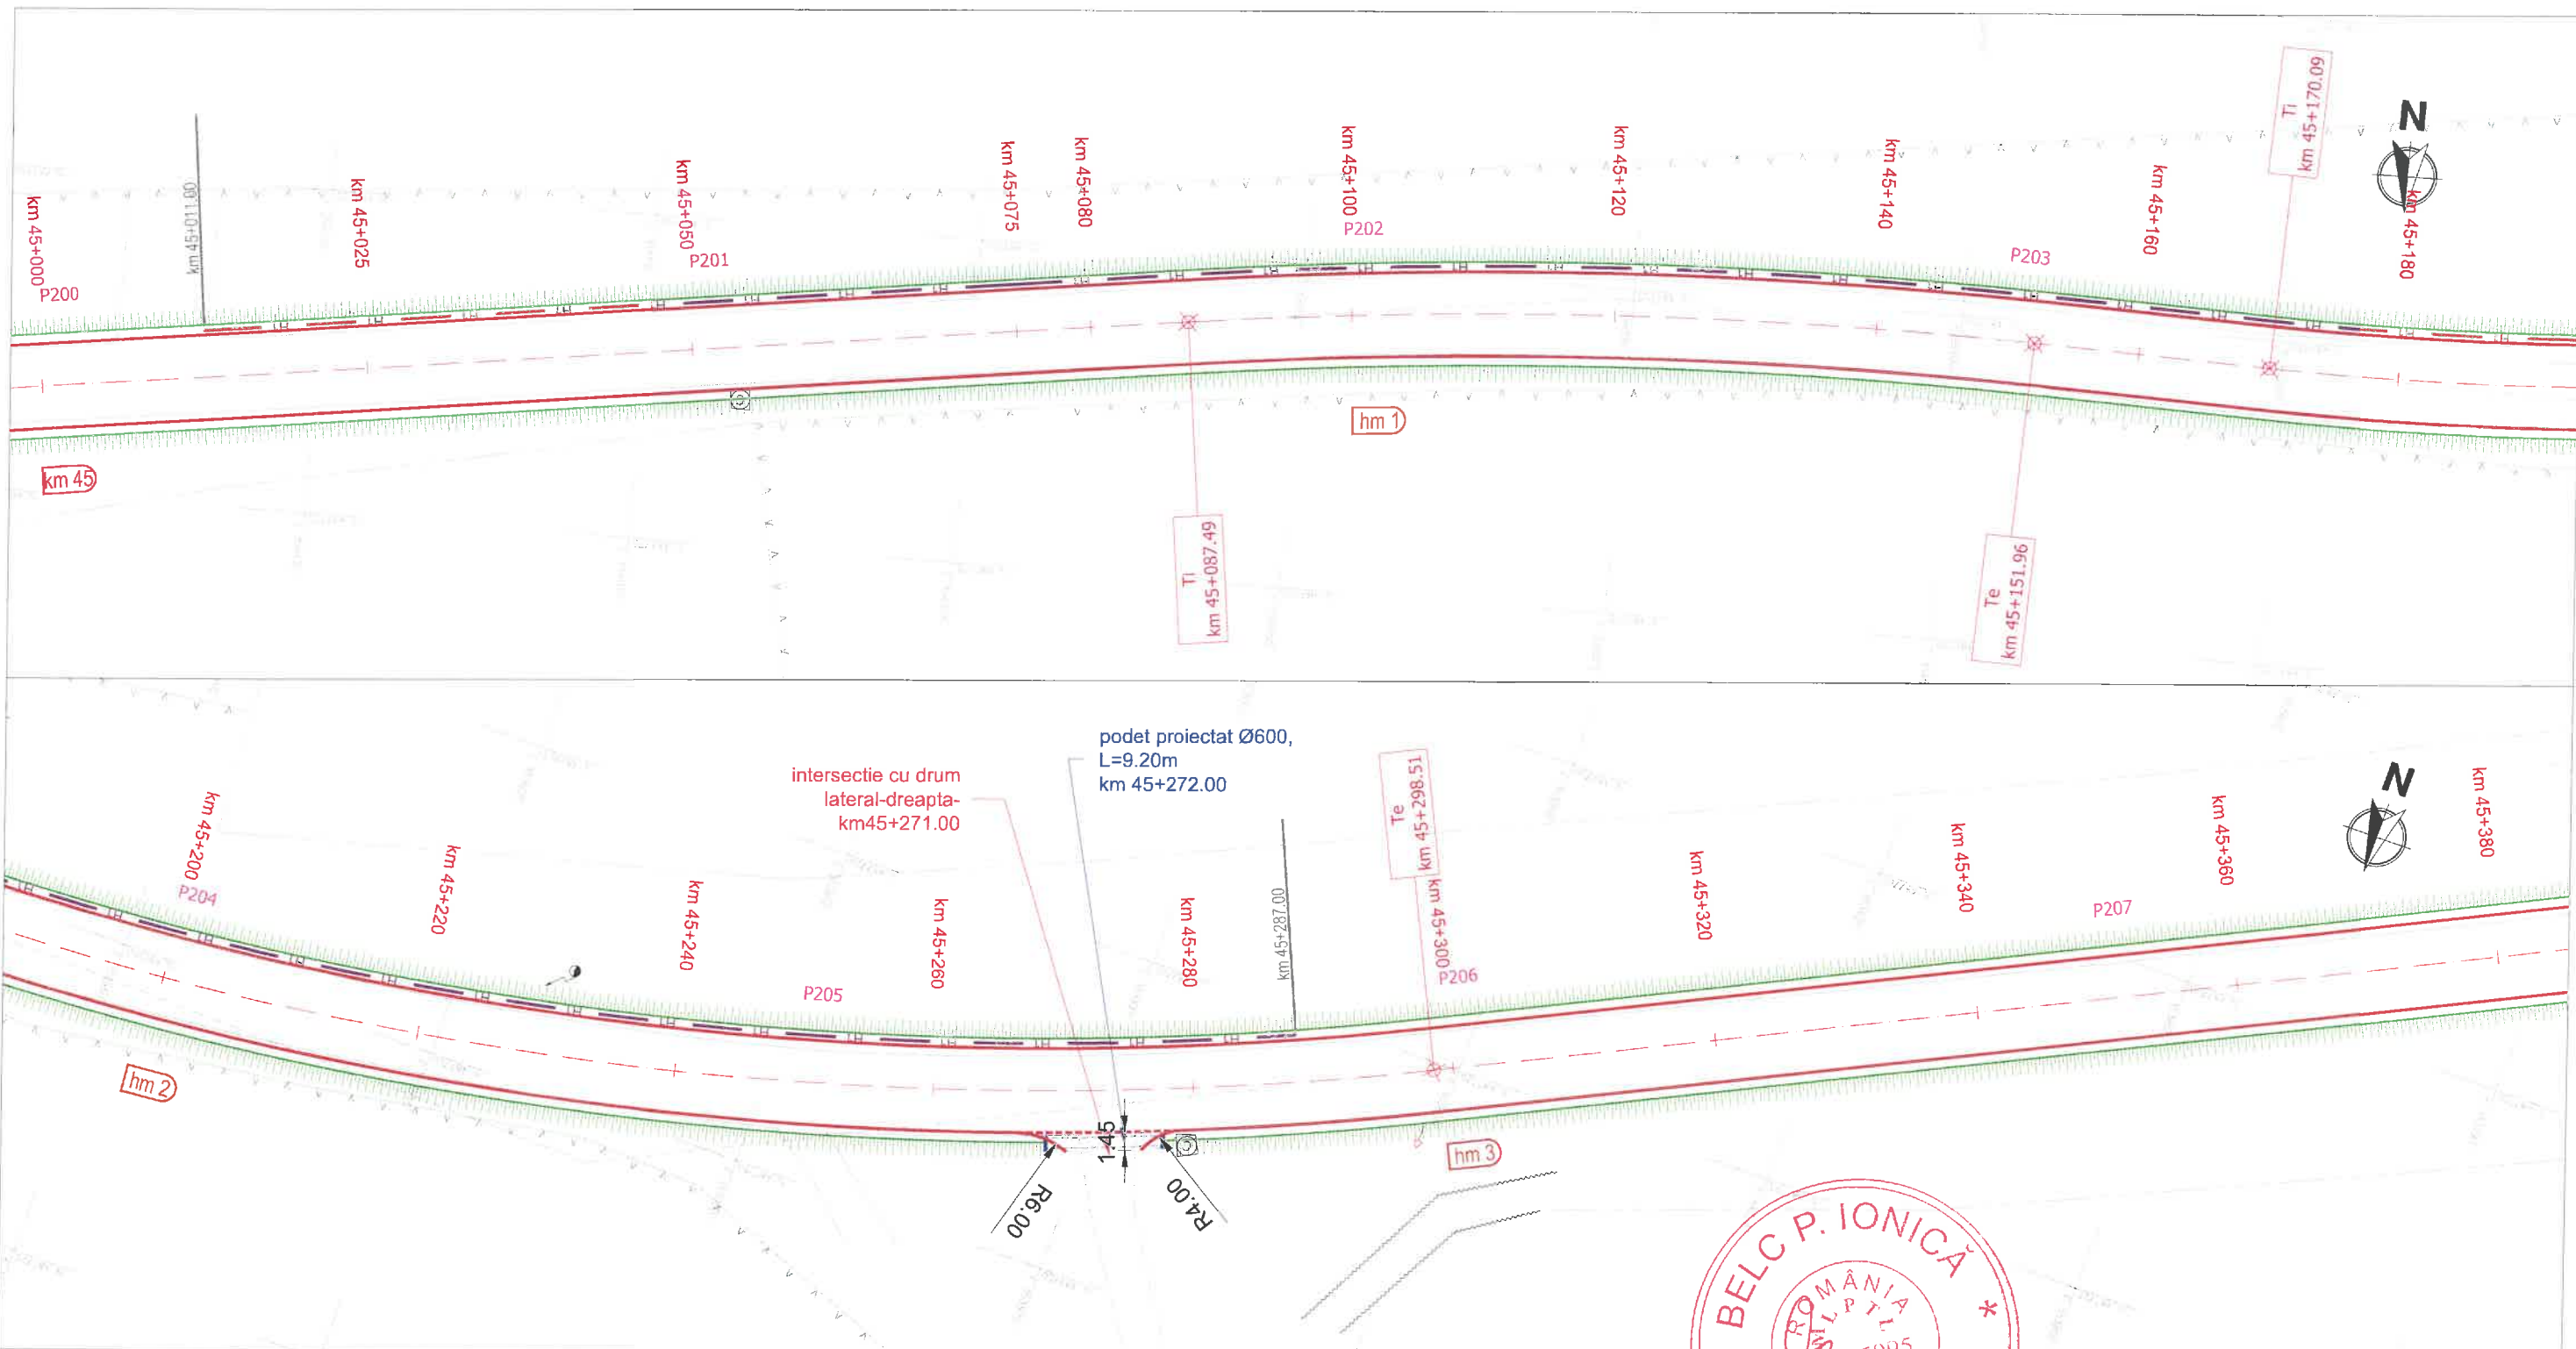 km 45+000
P200
km 45+011.00
km 45+025
km 45+050
P201
km 45+075
km 45+080
km 45+100
P202
km 45+120
km 45+140
P203
km 45+160
Ti
km 45+170.09
N
km 45+180
km 45
hm 1
Ti
km 45+087.49
Te
km 45+151.96
km 45+200
P204
km 45+220
km 45+240
P205
intersectie cu drum
lateral-dreapta-
km45+271.00
km 45+260
podet proiectat Ø600,
L=9.20m
km 45+272.00
km 45+280
km 45+287.00
Te
km 45+298.51
km 45+300
P206
km 45+320
km 45+340
P207
km 45+360
N
km 45+380
hm 2
1.45
R6.00
R4.00
hm 3
BELC P. IONICĂ *
ROMÂNIA
MLPTL